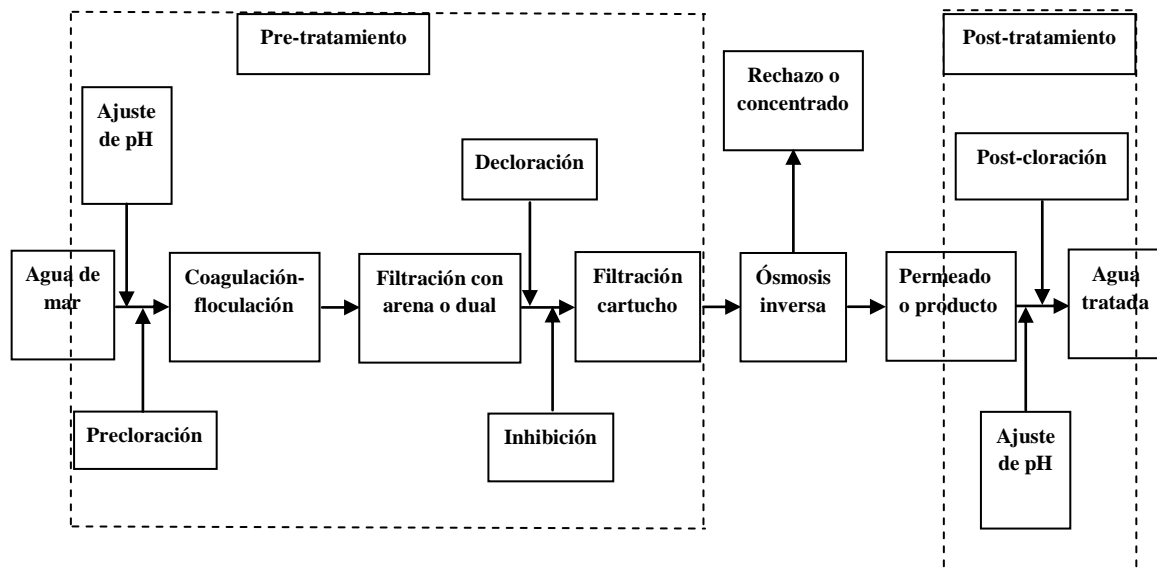 Pre-tratamiento
Post-tratamiento
Rechazo o
concentrado
Ajuste
de pH
Decloración
Post-cloración
Agua de
mar
Coagulación-
floculación
Filtración con
arena o dual
Filtración
cartucho
Ósmosis
inversa
Permeado
o producto
Agua
tratada
Precloración
Inhibición
Ajuste
de pH